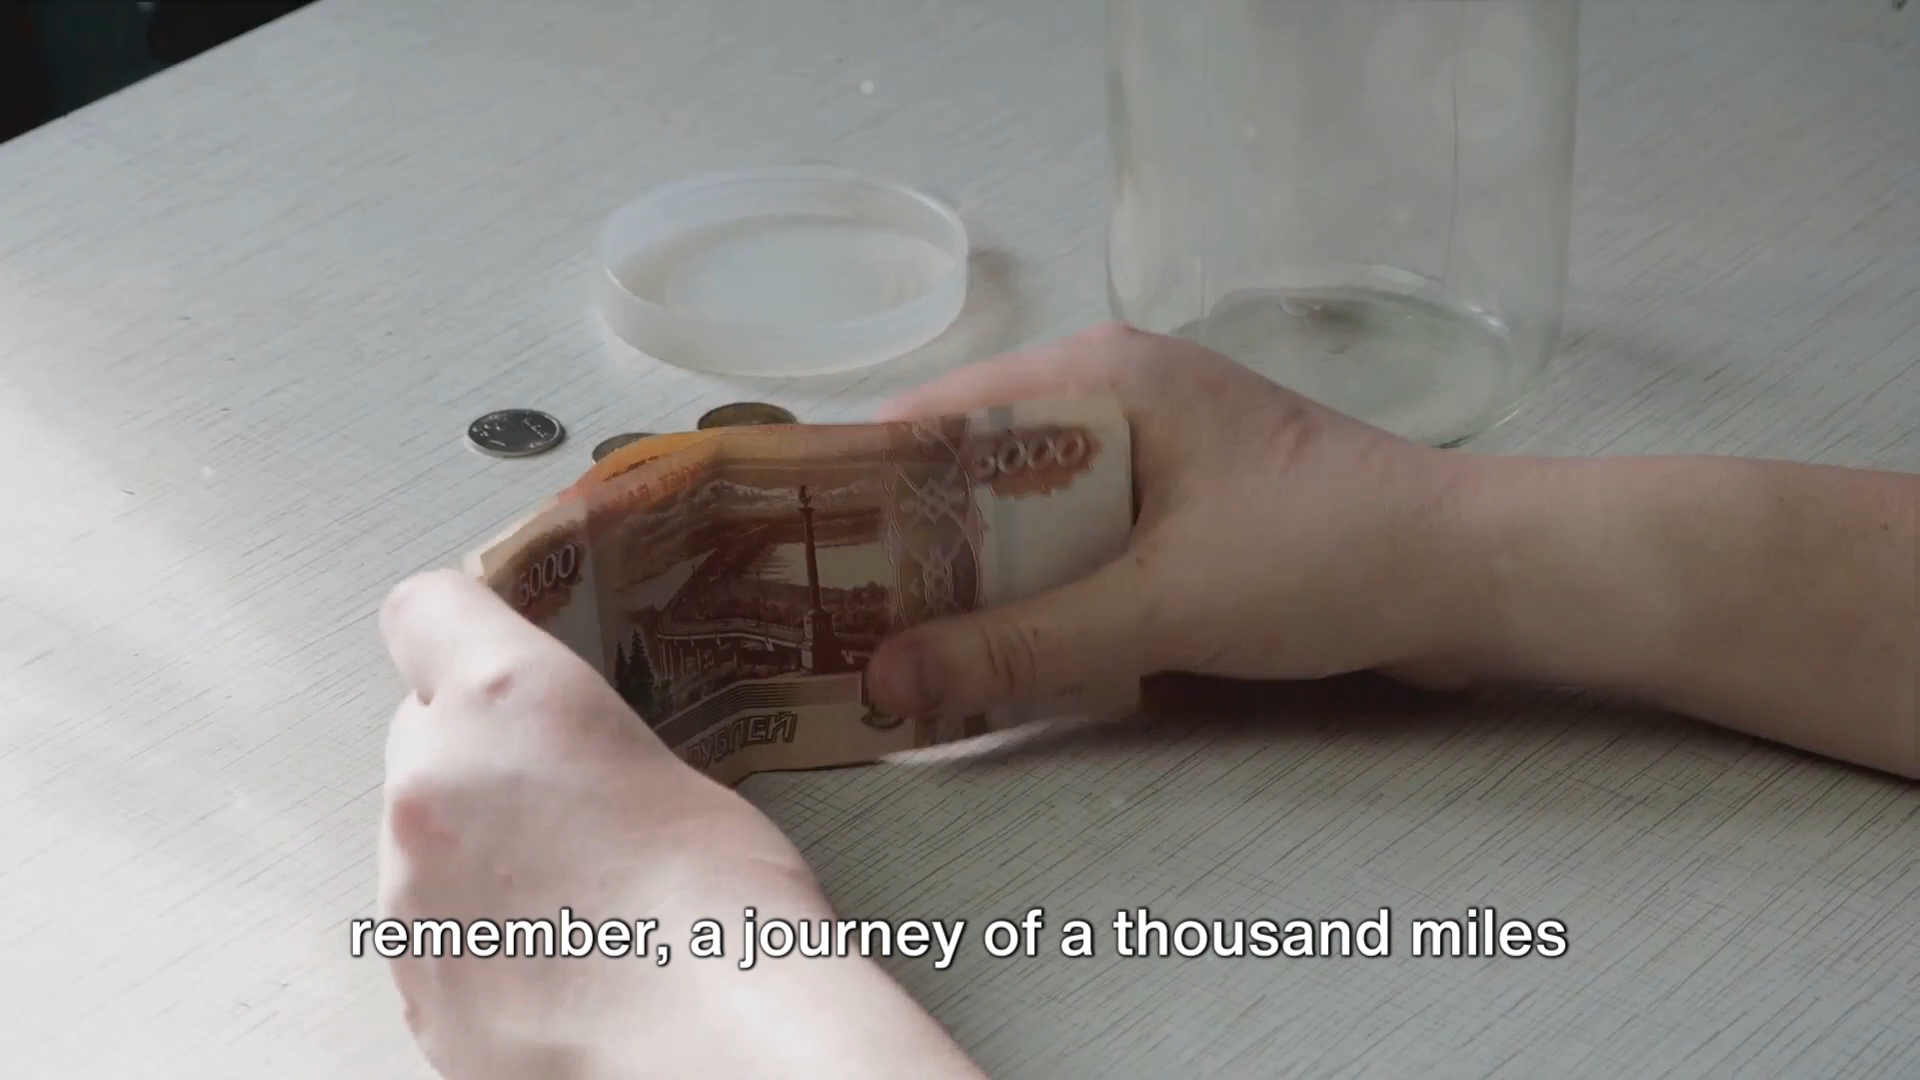 5000
5000
РУБЛЕЙ
remember, a journey of a thousand miles